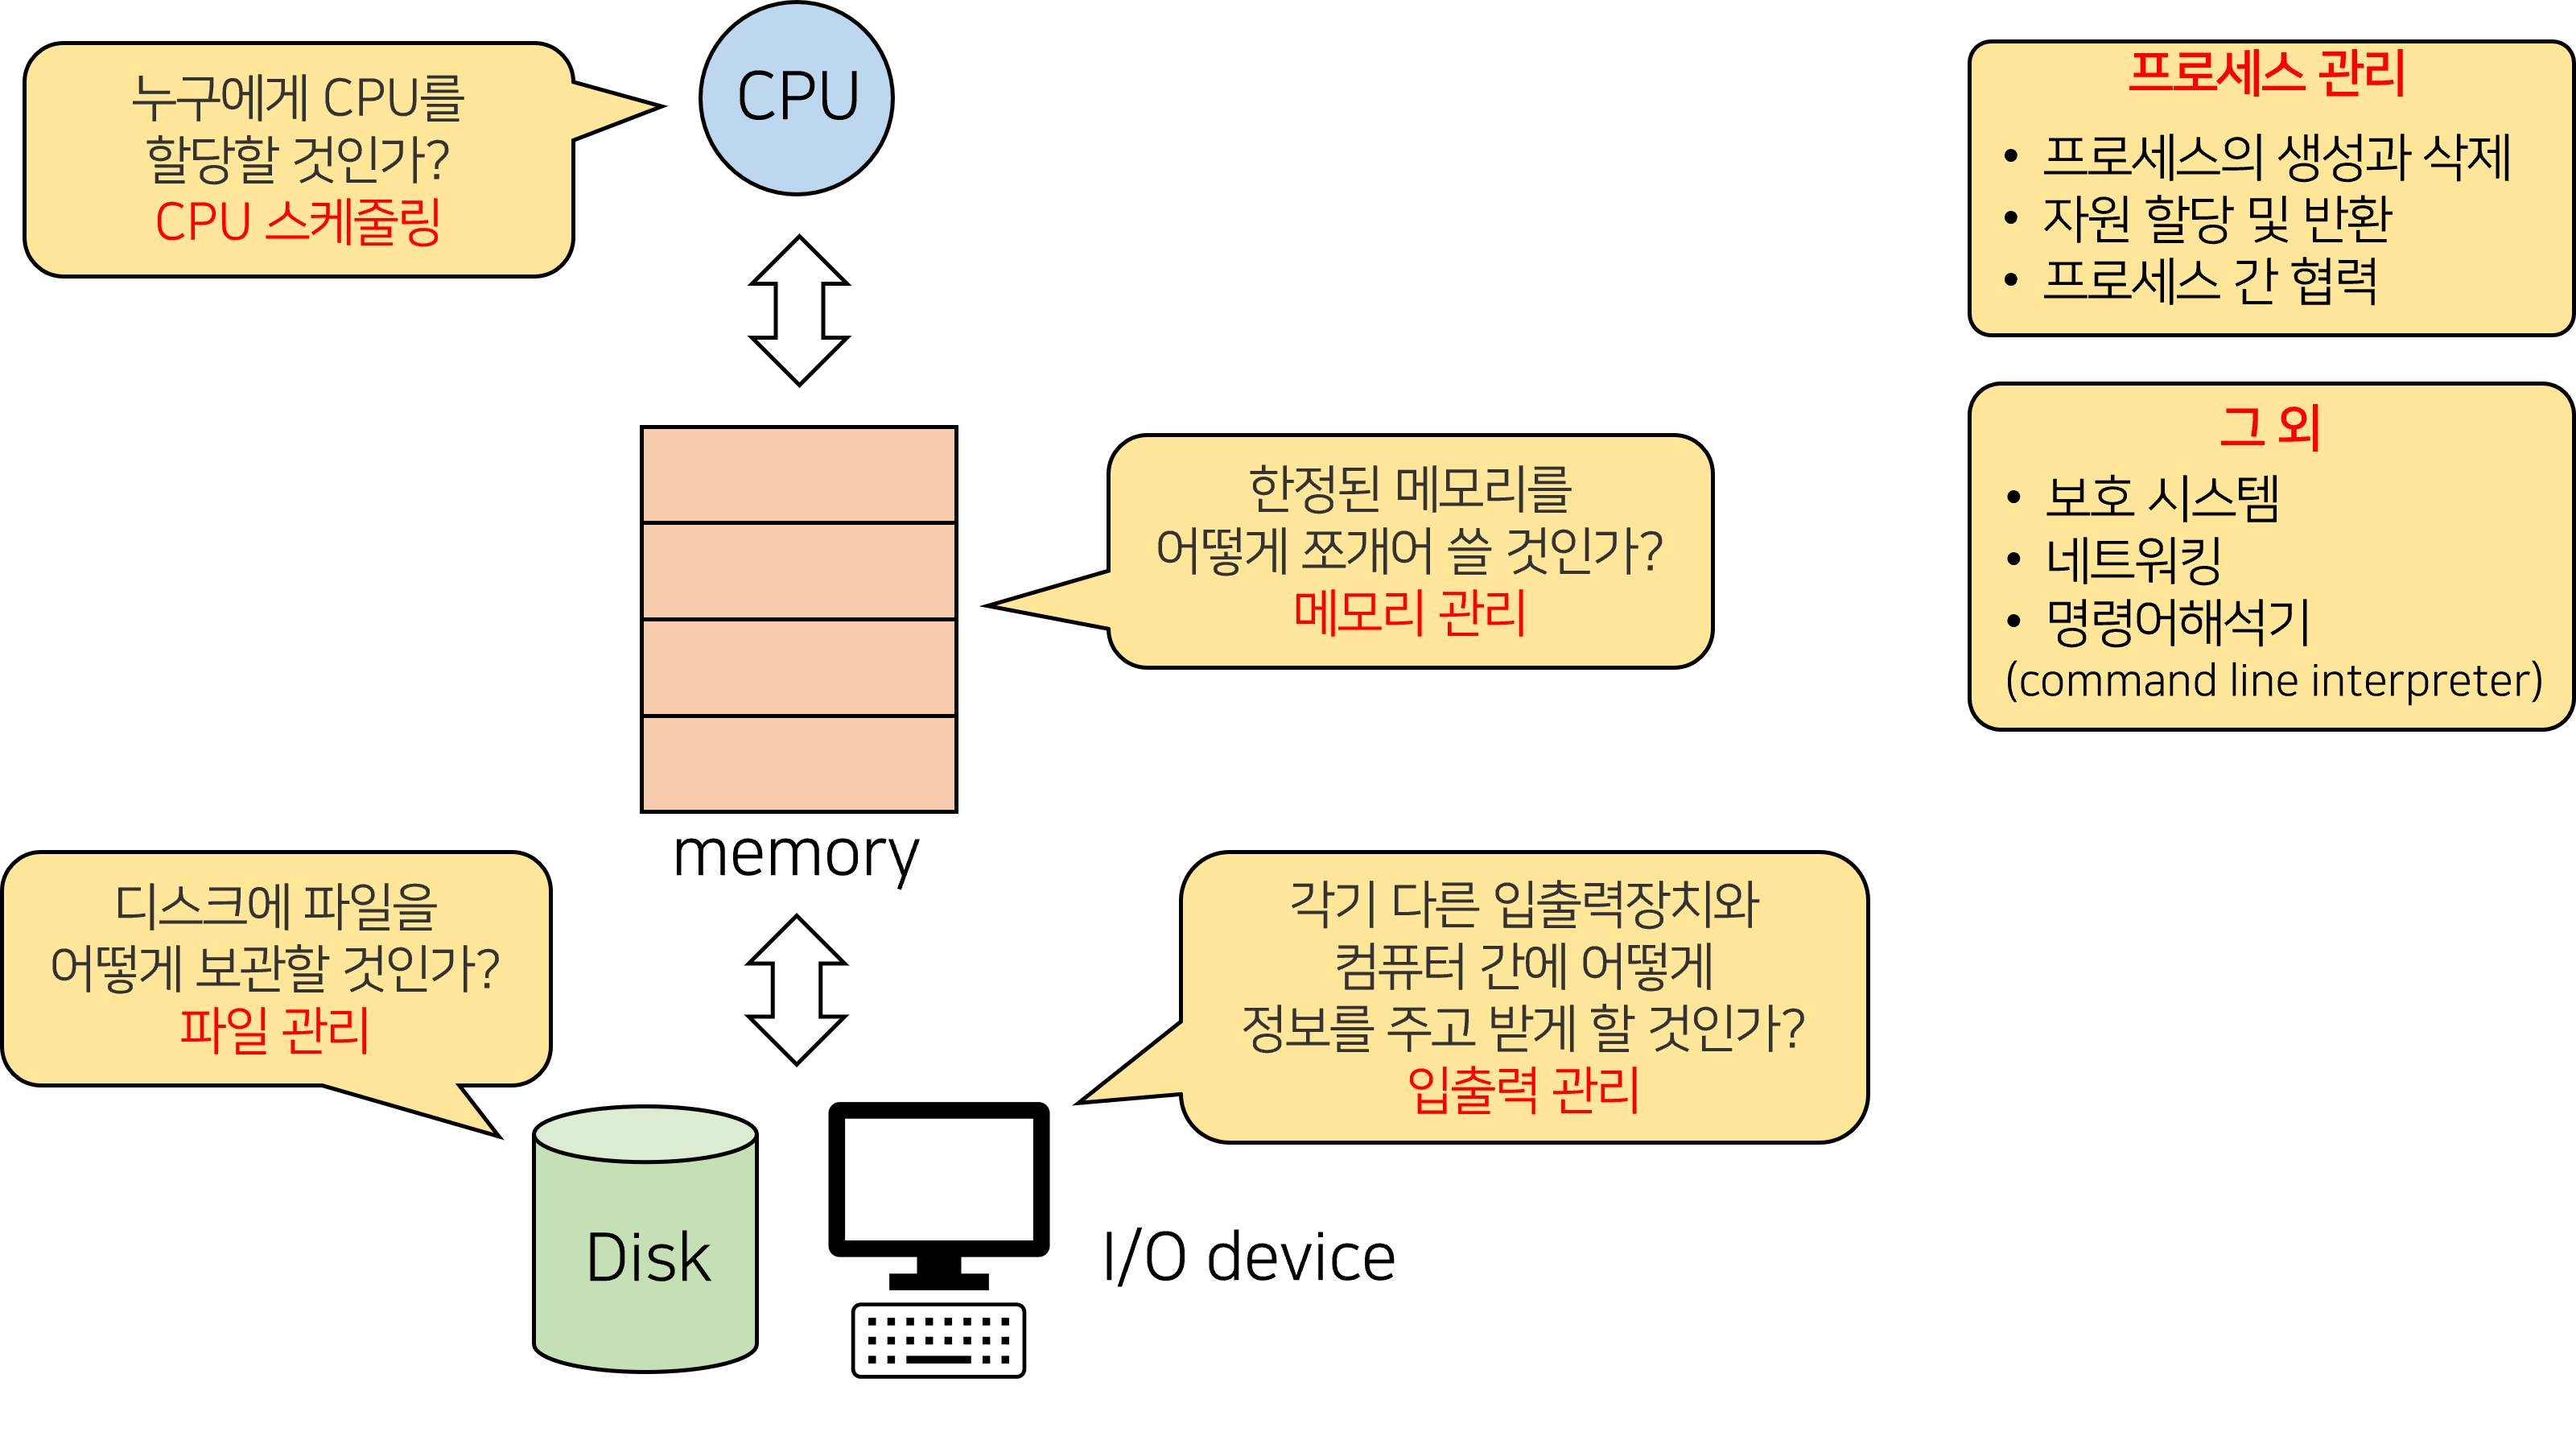 누구에게 CPU를
할당할 것인가?
CPU 스케줄링
CPU
프로세스 관리
• 프로세스의 생성과 삭제
• 자원 할당 및 반환
• 프로세스 간 협력
한정된 메모리를
어떻게 쪼개어 쓸 것인가?
메모리 관리
그 외
• 보호 시스템
• 네트워킹
• 명령어해석기
(command line interpreter)
memory
디스크에 파일을
어떻게 보관할 것인가?
파일 관리
각기 다른 입출력장치와
컴퓨터 간에 어떻게
정보를 주고 받게 할 것인가?
입출력 관리
Disk
I/O device